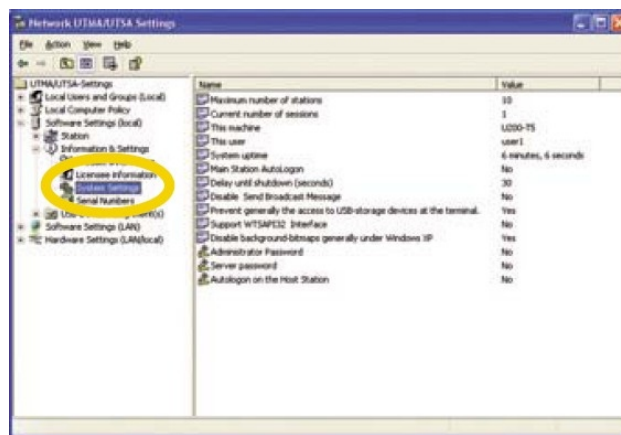 Network UTMA/UTSA Settings
File Action View Help
UTMA/UTSA-Settings
Local Users and Groups (Local)
Local Computer Policy
Software Settings (local)
Station
Information & Settings
Licensee Information
System Settings
Serial Numbers
Software Settings (LAN)
Hardware Settings (LAN/local)
Name Value
Maximum number of stations 10
Current number of sessions 1
This machine U200-T5
This user user1
System uptime 6 minutes, 6 seconds
Main Station AutoLogon No
Delay until shutdown (seconds) 30
Disable Send Broadcast Message No
Prevent generally the access to USB-storage devices at the terminal. Yes
Support WTSAPI32 Interface No
Disable background-bitmaps generally under Windows XP Yes
Administrator Password No
Server password No
Autologon on the Host Station No